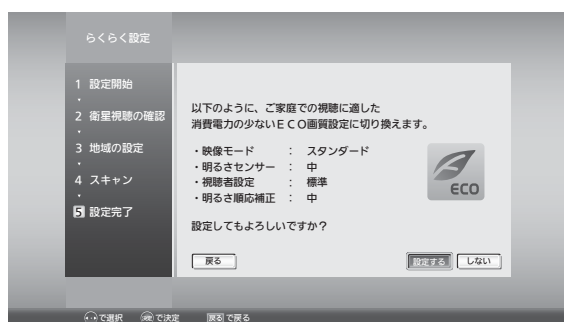 らくらく設定
1 設定開始
2 衛星視聴の確認
3 地域の設定
4 スキャン
5 設定完了
以下のように、ご家庭での視聴に適した
消費電力の少ないＥＣＯ画質設定に切り換えます。
・映像モード ： スタンダード
・明るさセンサー ： 中
・視聴者設定 ： 標準
・明るさ順応補正 ： 中
ECO
設定してもよろしいですか？
戻る 設定する しない
で選択 決定 で決定 戻る で戻る